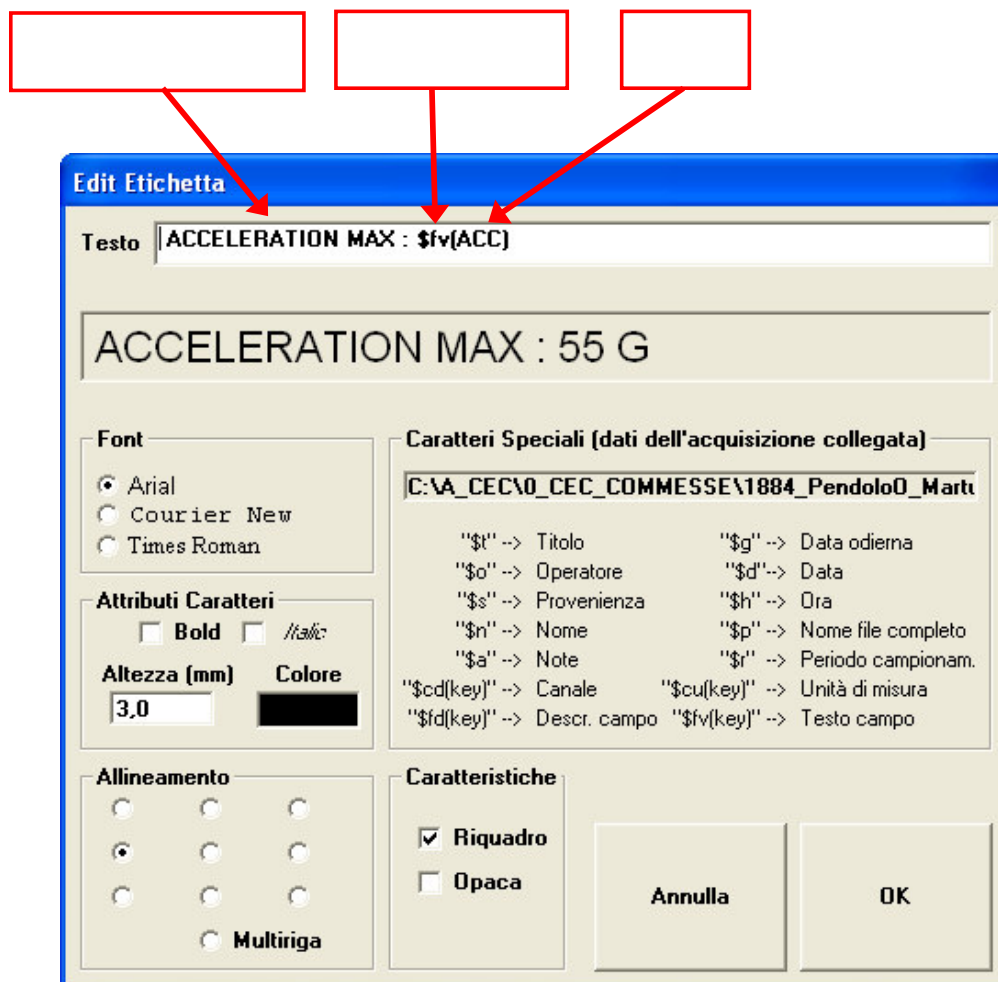 Edit Etichetta
Testo ACCELERATION MAX : $fv(ACC)
ACCELERATION MAX : 55 G
Font
Arial
Courier New
Times Roman
Attributi Caratteri
Bold Italic
Altezza (mm) Colore
3,0
Caratteri Speciali (dati dell'acquisizione collegata)
C:\A_CEC\0_CEC_COMMESSE\1884_PendoloO_Martu
"$t" --> Titolo "$g" --> Data odierna
"$o" --> Operatore "$d"--> Data
"$s" --> Provenienza "$h" --> Ora
"$n" --> Nome "$p" --> Nome file completo
"$a" --> Note "$r" --> Periodo campionam.
"$cd(key)" --> Canale "$cu(key)" --> Unità di misura
"$fd(key)" --> Descr. campo "$fv(key)" --> Testo campo
Allineamento
Multiriga
Caratteristiche
Riquadro
Opaca
Annulla
OK